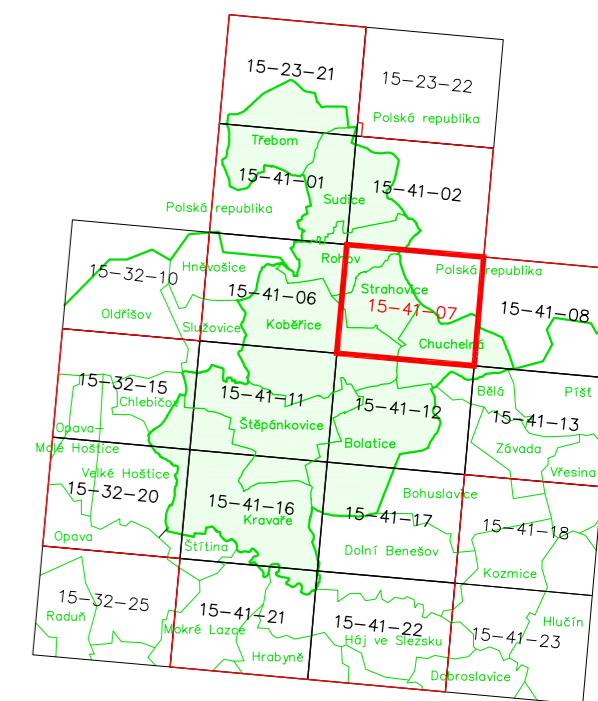 15-23-21
15-23-22
Polská republika
Třebom
15-41-01
15-41-02
Sudice
Polská republika
Rohov
Hněvošice
Polská republika
15-32-10
15-41-06
Strahovice
15-41-07
15-41-08
Oldřišov
Služovice
Kobeřice
Chuchelná
15-32-15
Chlebičov
15-41-11
15-41-12
Bělá
Píšť
15-41-13
Štěpánkovice
Opava-
Malé Hoštice
Bolatice
Závada
Velké Hoštice
Vřesina
15-32-20
15-41-16
Bohuslavice
Kravaře
15-41-17
15-41-18
Opava
Štítina
Dolní Benešov
Kozmice
15-32-25
Raduň
15-41-21
Mokré Lazce
15-41-22
Háj ve Slezsku
Hlučín
15-41-23
Hrabyně
Dobroslavice